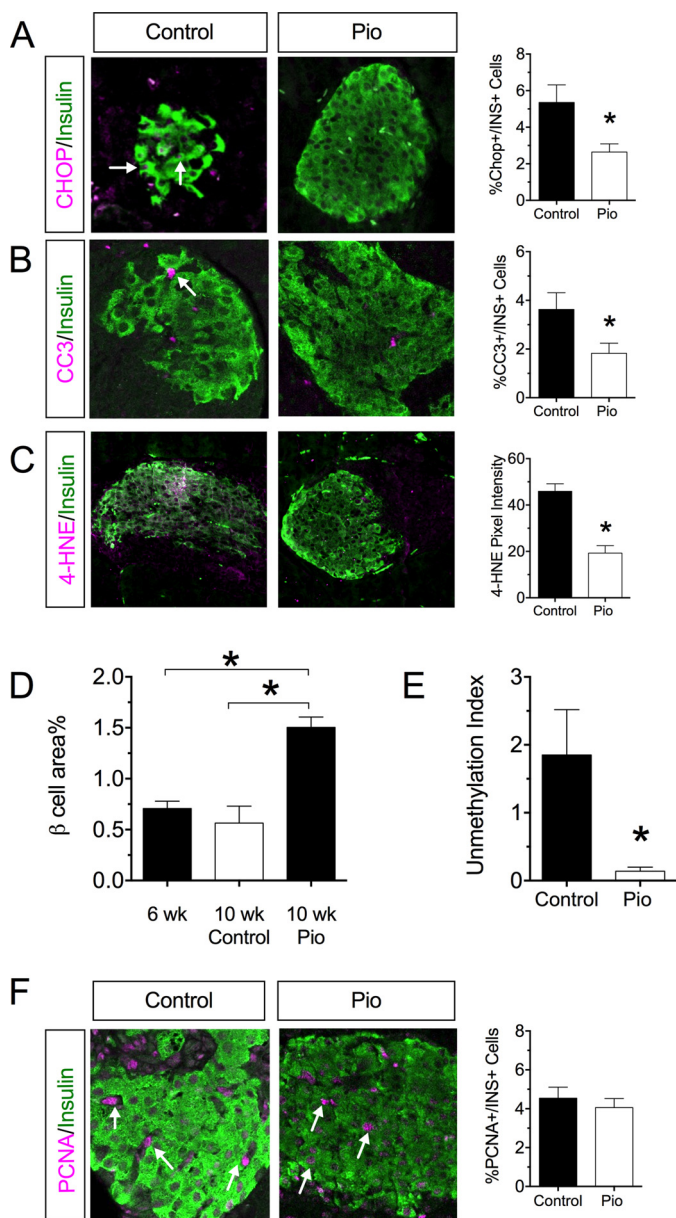 A
Control
Pio
CHOP/Insulin
%Chop+/INS+ Cells
8
6
4
2
0
*
Control
Pio
B
CC3/Insulin
%CC3+/INS+ Cells
6
4
2
0
*
Control
Pio
C
4-HNE/Insulin
4-HNE Pixel Intensity
60
40
20
0
*
Control
Pio
D
β cell area%
2.0
1.5
1.0
0.5
0.0
*
*
6 wk
10 wk Control
10 wk Pio
E
Unmethylation Index
3
2
1
0
*
Control
Pio
F
Control
Pio
PCNA/Insulin
%PCNA+/INS+ Cells
8
6
4
2
0
Control
Pio